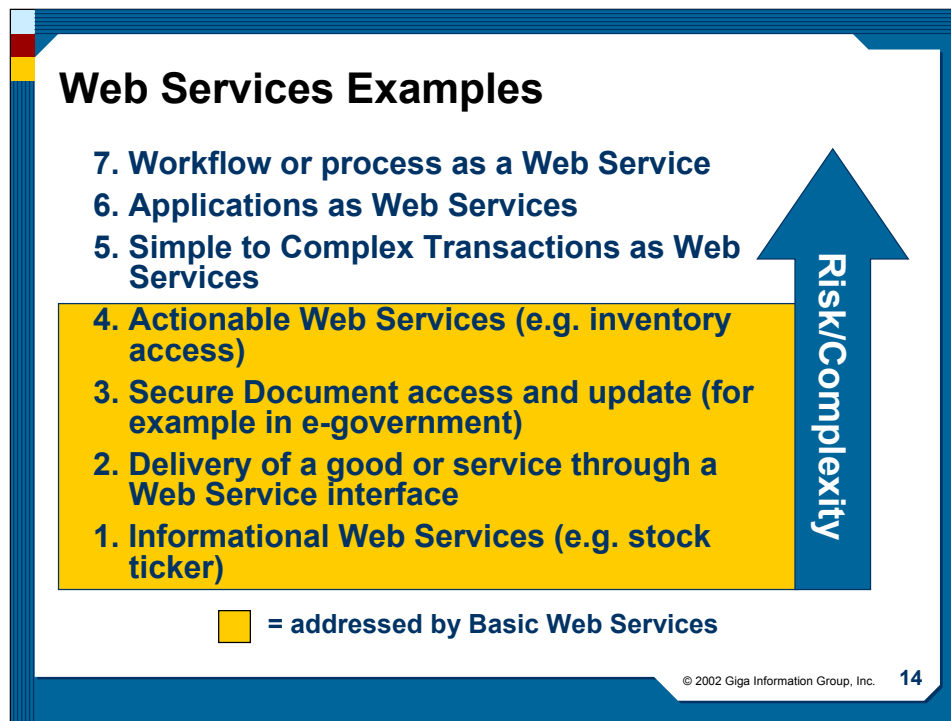 Web Services Examples
7. Workflow or process as a Web Service
6. Applications as Web Services
5. Simple to Complex Transactions as Web
Services
4. Actionable Web Services (e.g. inventory
access)
3. Secure Document access and update (for
example in e-government)
2. Delivery of a good or service through a
Web Service interface
1. Informational Web Services (e.g. stock
ticker)
Risk/Complexity
= addressed by Basic Web Services
© 2002 Giga Information Group, Inc. 14